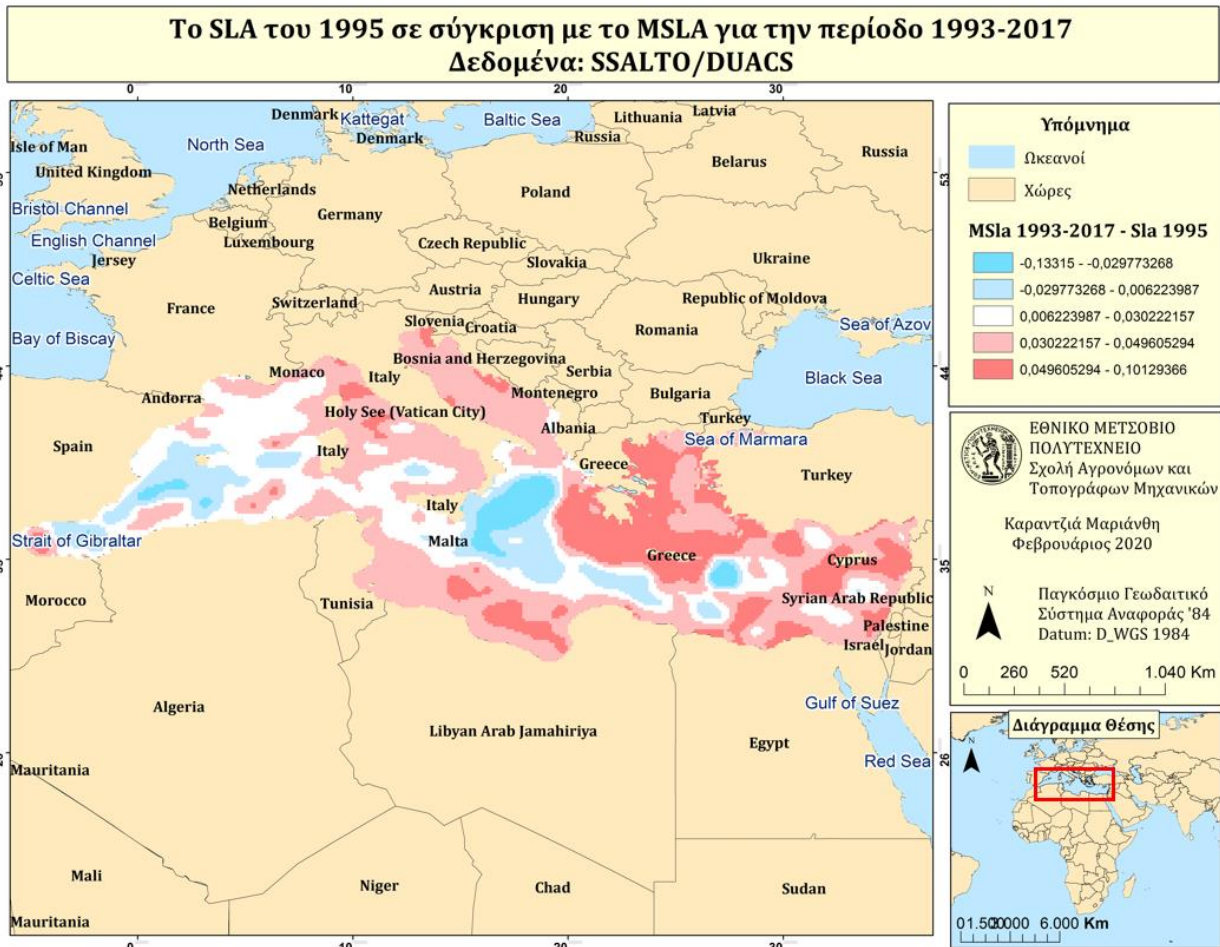 Το SLA του 1995 σε σύγκριση με το MSLA για την περίοδο 1993-2017
Δεδομένα: SSALTO/DUACS
0
10
20
30
Denmark
Kattegat
Baltic Sea
Lithuania
Latvia
Denmark
Russia
North Sea
Isle of Man
Belarus
Russia
United Kingdom
53
Netherlands
Poland
Bristol Channel
Germany
Belgium
English Channel
Luxembourg
Czech Republic
Jersey
Slovakia
Ukraine
Celtic Sea
Austria
Hungary
Republic of Moldova
France
Switzerland
Slovenia
Croatia
Romania
Sea of Azov
Bay of Biscay
Bosnia and Herzegovina
Monaco
Italy
Serbia
44
Black Sea
Andorra
Holy See (Vatican City)
Montenegro
Bulgaria
Albania
Turkey
Spain
Sea of Marmara
Italy
Greece
Turkey
Italy
Strait of Gibraltar
Malta
Greece
Cyprus
35
Morocco
Tunisia
Syrian Arab Republic
Palestine
Israel
Jordan
Algeria
Libyan Arab Jamahiriya
Gulf of Suez
Egypt
Red Sea
26
Mauritania
Mali
Niger
Chad
Sudan
Mauritania
0
10
20
30
Υπόμνημα
Ωκεανοί
Χώρες
MSla 1993-2017 - Sla 1995
-0,13315 - -0,029773268
-0,029773268 - 0,006223987
0,006223987 - 0,030222157
0,030222157 - 0,049605294
0,049605294 - 0,10129366
ΕΘΝΙΚΟ ΜΕΤΣΟΒΙΟ
ΠΟΛΥΤΕΧΝΕΙΟ
Σχολή Αγρονόμων και
Τοπογράφων Μηχανικών
Καραντζιά Μαριάνθη
Φεβρουάριος 2020
N
Παγκόσμιο Γεωδαιτικό
Σύστημα Αναφοράς '84
Datum: D_WGS 1984
0 260 520 1.040 Km
Διάγραμμα Θέσης
N
0 1.500 3.000 6.000 Km